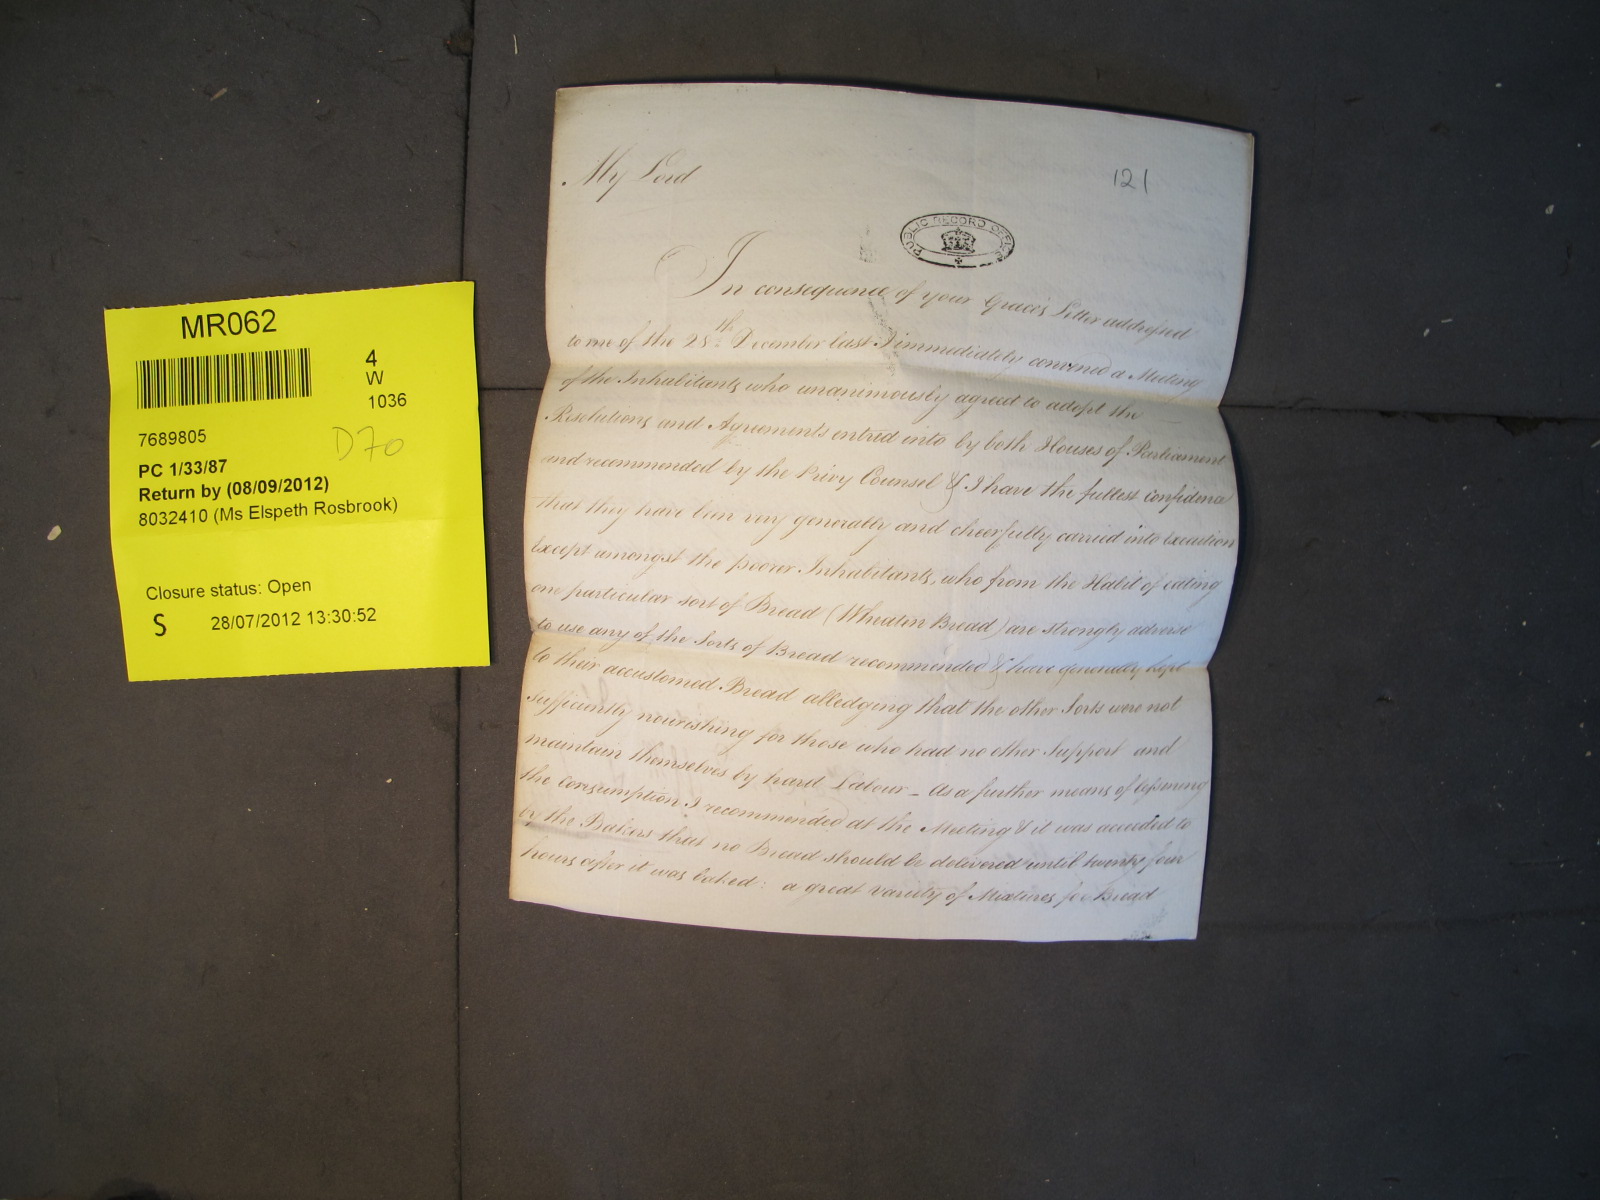 MR062
4
W
1036
7689805
D70
PC 1/33/87
Return by (08/09/2012)
8032410 (Ms Elspeth Rosbrook)
Closure status: Open
S 28/07/2012 13:30:52
My Lord
121
PUBLIC RECORD OFFICE
In consequence of your Grace's Letter addressed
to me of the 28th December last I immediately convened a Meeting
of the Inhabitants who unanimously agreed to adopt the
Resolutions and Agreements entred into by both Houses of Parliament
and recommended by the Privy Counsel & I have the fullest confidence
that they have been very generally and cheerfully carried into execution
except amongst the poorer Inhabitants, who from the Habit of eating
one particular sort of Bread (Wheaten Bread) are strongly adverse
to use any of the Sorts of Bread recommended & have generally kept
to their accustomed Bread alledging that the other Sorts were not
sufficiently nourishing for those who had no other Support and
maintain themselves by hard Labour - As a further means of lessening
the consumption I recommended at the Meeting & it was acceeded to
by the Bakers that no Bread should be delivered until twenty four
hours after it was baked: a great variety of Mixtures for Bread